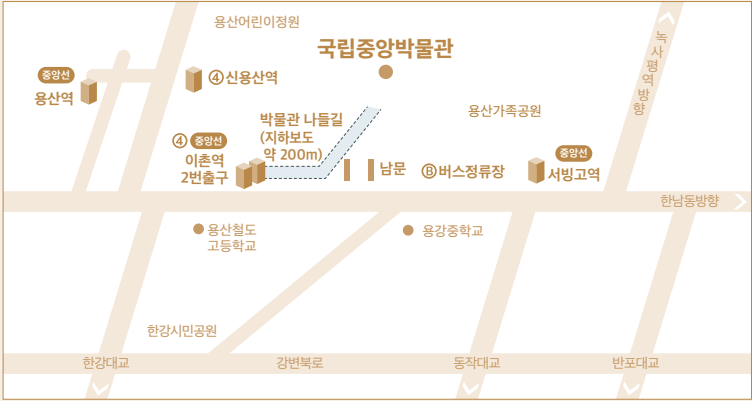 용산어린이정원
국립중앙박물관
녹사평역방향
중앙선
용산역
④신용산역
박물관 나들길
(지하보도
약 200m)
용산가족공원
④ 중앙선
이촌역
2번출구
남문
Ⓑ버스정류장
중앙선
서빙고역
한남동방향
용산철도
고등학교
용강중학교
한강시민공원
한강대교
강변북로
동작대교
반포대교